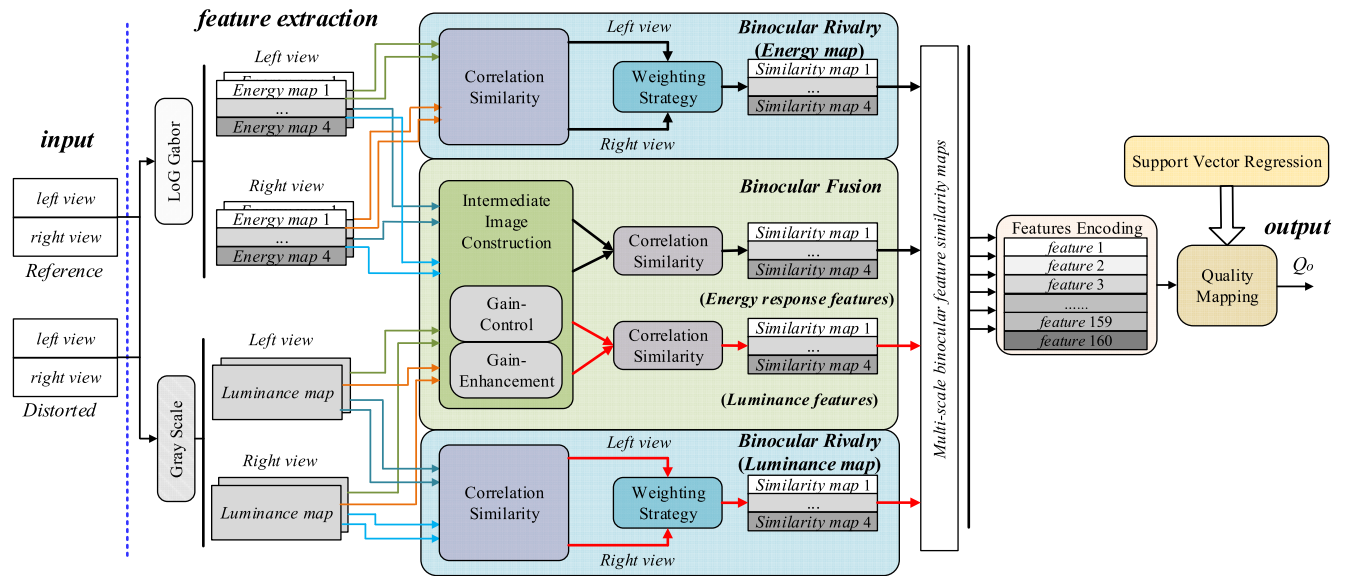 feature extraction
input
left view
right view
Reference
left view
right view
Distorted
LoG Gabor
Gray Scale
Left view
Energy map 1
Energy map 1
...
Energy map 4
Right view
Energy map 1
Energy map 1
...
Energy map 4
Left view
Luminance map
Right view
Luminance map
Binocular Rivalry
(Energy map)
Correlation
Similarity
Left view
Weighting
Strategy
Right view
Similarity map 1
...
Similarity map 4
Binocular Fusion
Intermediate
Image
Construction
Gain-
Control
Gain-
Enhancement
Correlation
Similarity
Similarity map 1
...
Similarity map 4
(Energy response features)
Correlation
Similarity
Similarity map 1
...
Similarity map 4
(Luminance features)
Binocular Rivalry
(Luminance map)
Correlation
Similarity
Left view
Weighting
Strategy
Right view
Similarity map 1
...
Similarity map 4
Multi-scale binocular feature similarity maps
Features Encoding
feature 1
feature 2
feature 3
......
feature 159
feature 160
Support Vector Regression
Quality
Mapping
output
Qo